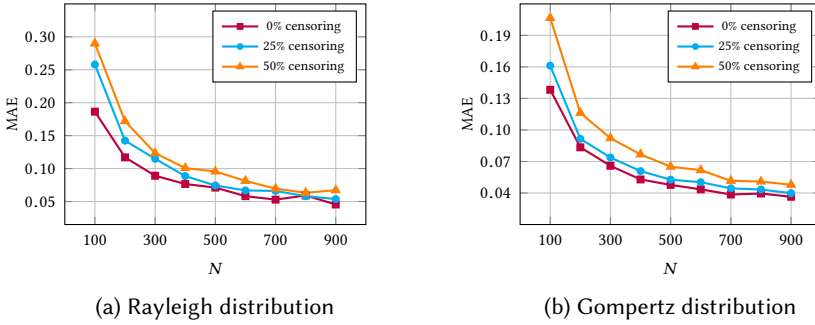 0% censoring
25% censoring
50% censoring
0.30
0.25
0.20
0.15
0.10
0.05
MAE
100 300 500 700 900
N
(a) Rayleigh distribution
0% censoring
25% censoring
50% censoring
0.19
0.16
0.13
0.10
0.07
0.04
MAE
100 300 500 700 900
N
(b) Gompertz distribution